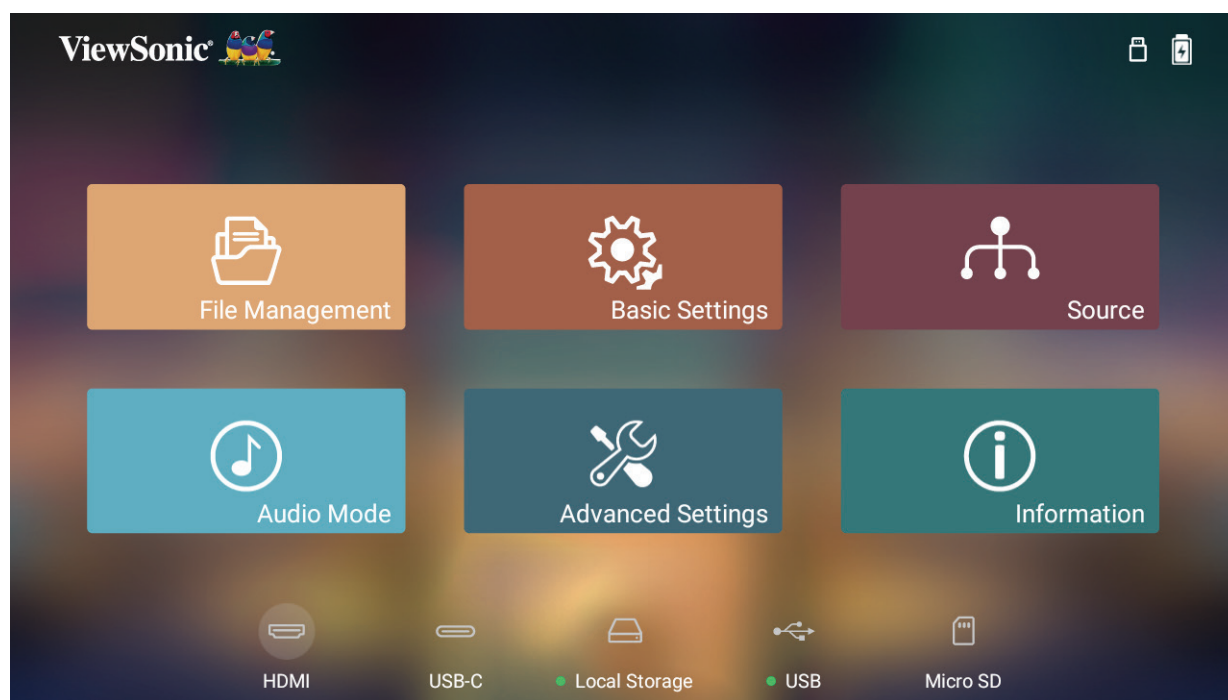 ViewSonic®
File Management
Basic Settings
Source
Audio Mode
Advanced Settings
Information
HDMI
USB-C
Local Storage
USB
Micro SD